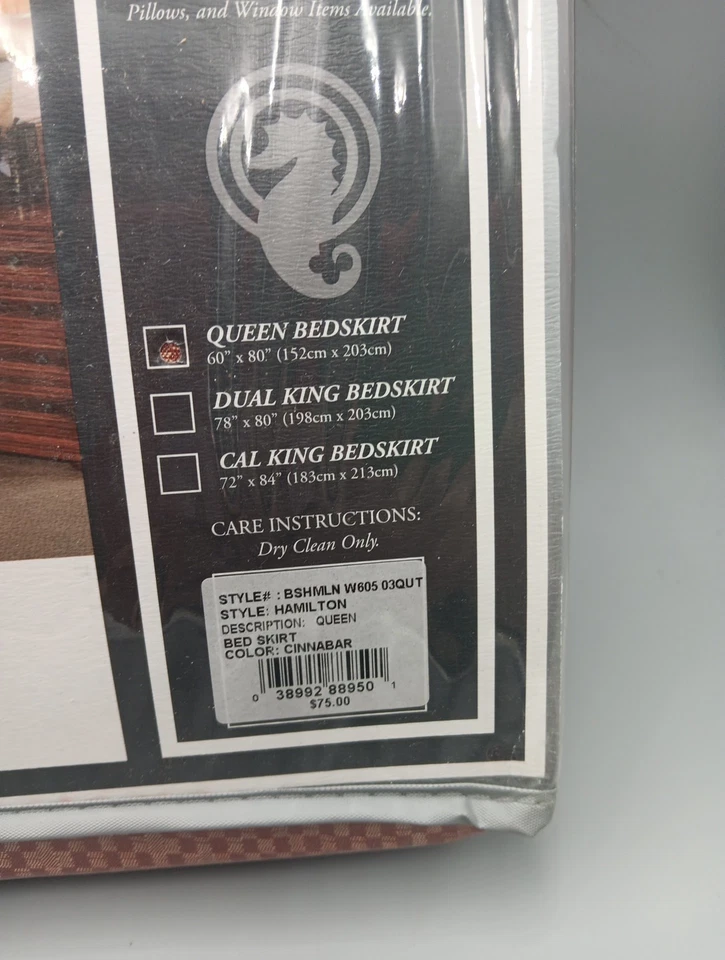 Pillows, and Window Items Available.
QUEEN BEDSKIRT
60” x 80” (152cm x 203cm)
DUAL KING BEDSKIRT
78” x 80” (198cm x 203cm)
CAL KING BEDSKIRT
72” x 84” (183cm x 213cm)
CARE INSTRUCTIONS:
Dry Clean Only.
STYLE# : BSHMLN W605 03QUT
STYLE: HAMILTON
DESCRIPTION: QUEEN
BED SKIRT
COLOR: CINNABAR
0 38992 88950 1
$75.00